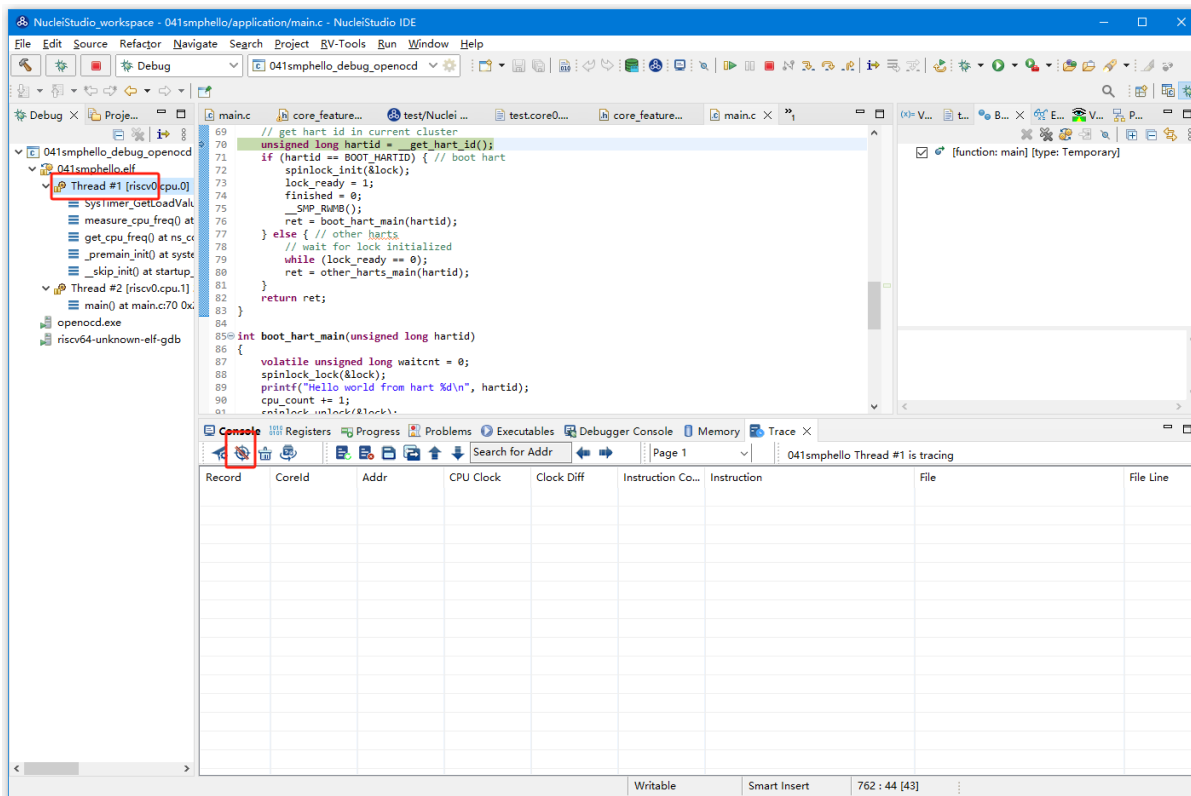 NucleiStudio_workspace - 041smphello/application/main.c - NucleiStudio IDE
File Edit Source Refactor Navigate Search Project RV-Tools Run Window Help
Debug
041smphello_debug_openocd
Debug
Proje...
041smphello_debug_openocd
041smphello.elf
Thread #1 [riscv0.cpu.0]
SysTimer_GetLoadValu
measure_cpu_freq() at
get_cpu_freq() at ns_co
_premain_init() at syste
__skip_init() at startup_
Thread #2 [riscv0.cpu.1]
main() at main.c:70 0x
openocd.exe
riscv64-unknown-elf-gdb
main.c
core_feature...
test/Nuclei ...
test.core0....
core_feature...
main.c
"1
69 // get hart id in current cluster
70 unsigned long hartid = __get_hart_id();
71 if (hartid == BOOT_HARTID) { // boot hart
72 spinlock_init(&lock);
73 lock_ready = 1;
74 finished = 0;
75 __SMP_RWMB();
76 ret = boot_hart_main(hartid);
77 } else { // other harts
78 // wait for lock initialized
79 while (lock_ready == 0);
80 ret = other_harts_main(hartid);
81 }
82 return ret;
83 }
84
85 int boot_hart_main(unsigned long hartid)
86 {
87 volatile unsigned long waitcnt = 0;
88 spinlock_lock(&lock);
89 printf("Hello world from hart %d\n", hartid);
90 cpu_count += 1;
91 spinlock_unlock(&lock);
V...
t...
B...
E...
V...
P...
[function: main] [type: Temporary]
Console
Registers
Progress
Problems
Executables
Debugger Console
Memory
Trace
Search for Addr
Page 1
041smphello Thread #1 is tracing
Record CoreId Addr CPU Clock Clock Diff Instruction Co... Instruction File File Line
Writable Smart Insert 762 : 44 [43]